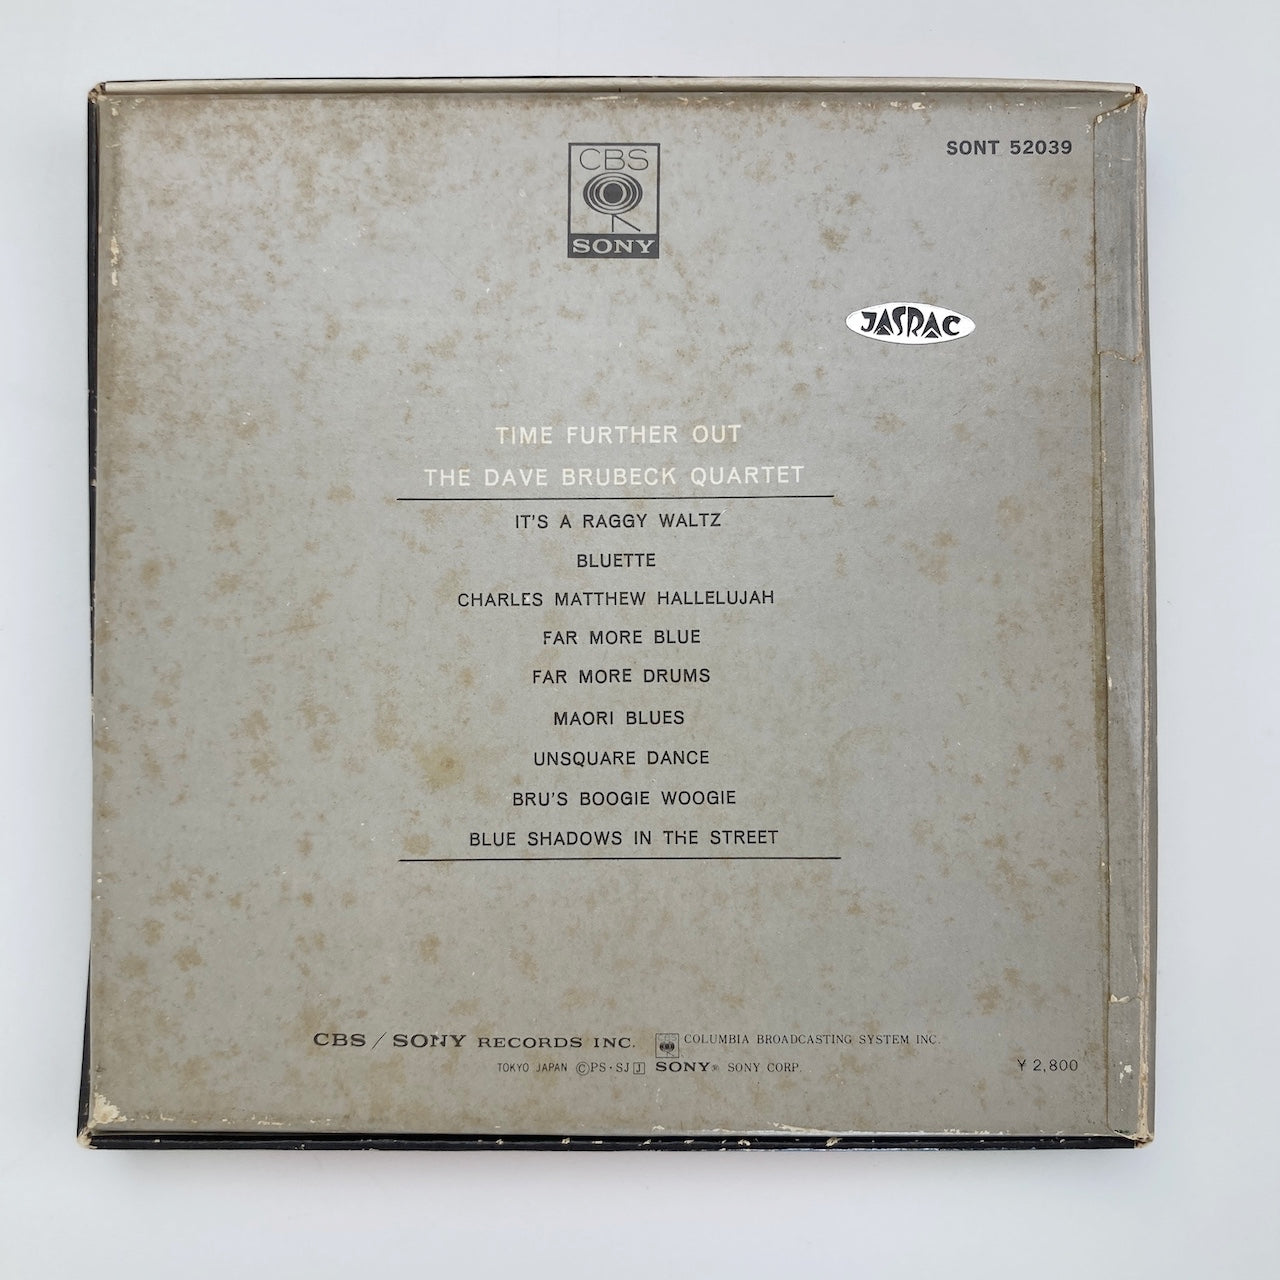 CBS
SONY
SONT 52039
JASRAC
TIME FURTHER OUT
THE DAVE BRUBECK QUARTET
IT'S A RAGGY WALTZ
BLUETTE
CHARLES MATTHEW HALLELUJAH
FAR MORE BLUE
FAR MORE DRUMS
MAORI BLUES
UNSQUARE DANCE
BRU'S BOOGIE WOOGIE
BLUE SHADOWS IN THE STREET
CBS / SONY RECORDS INC. COLUMBIA BROADCASTING SYSTEM INC.
TOKYO JAPAN ©PS·SJ J SONY® SONY CORP.
¥ 2,800